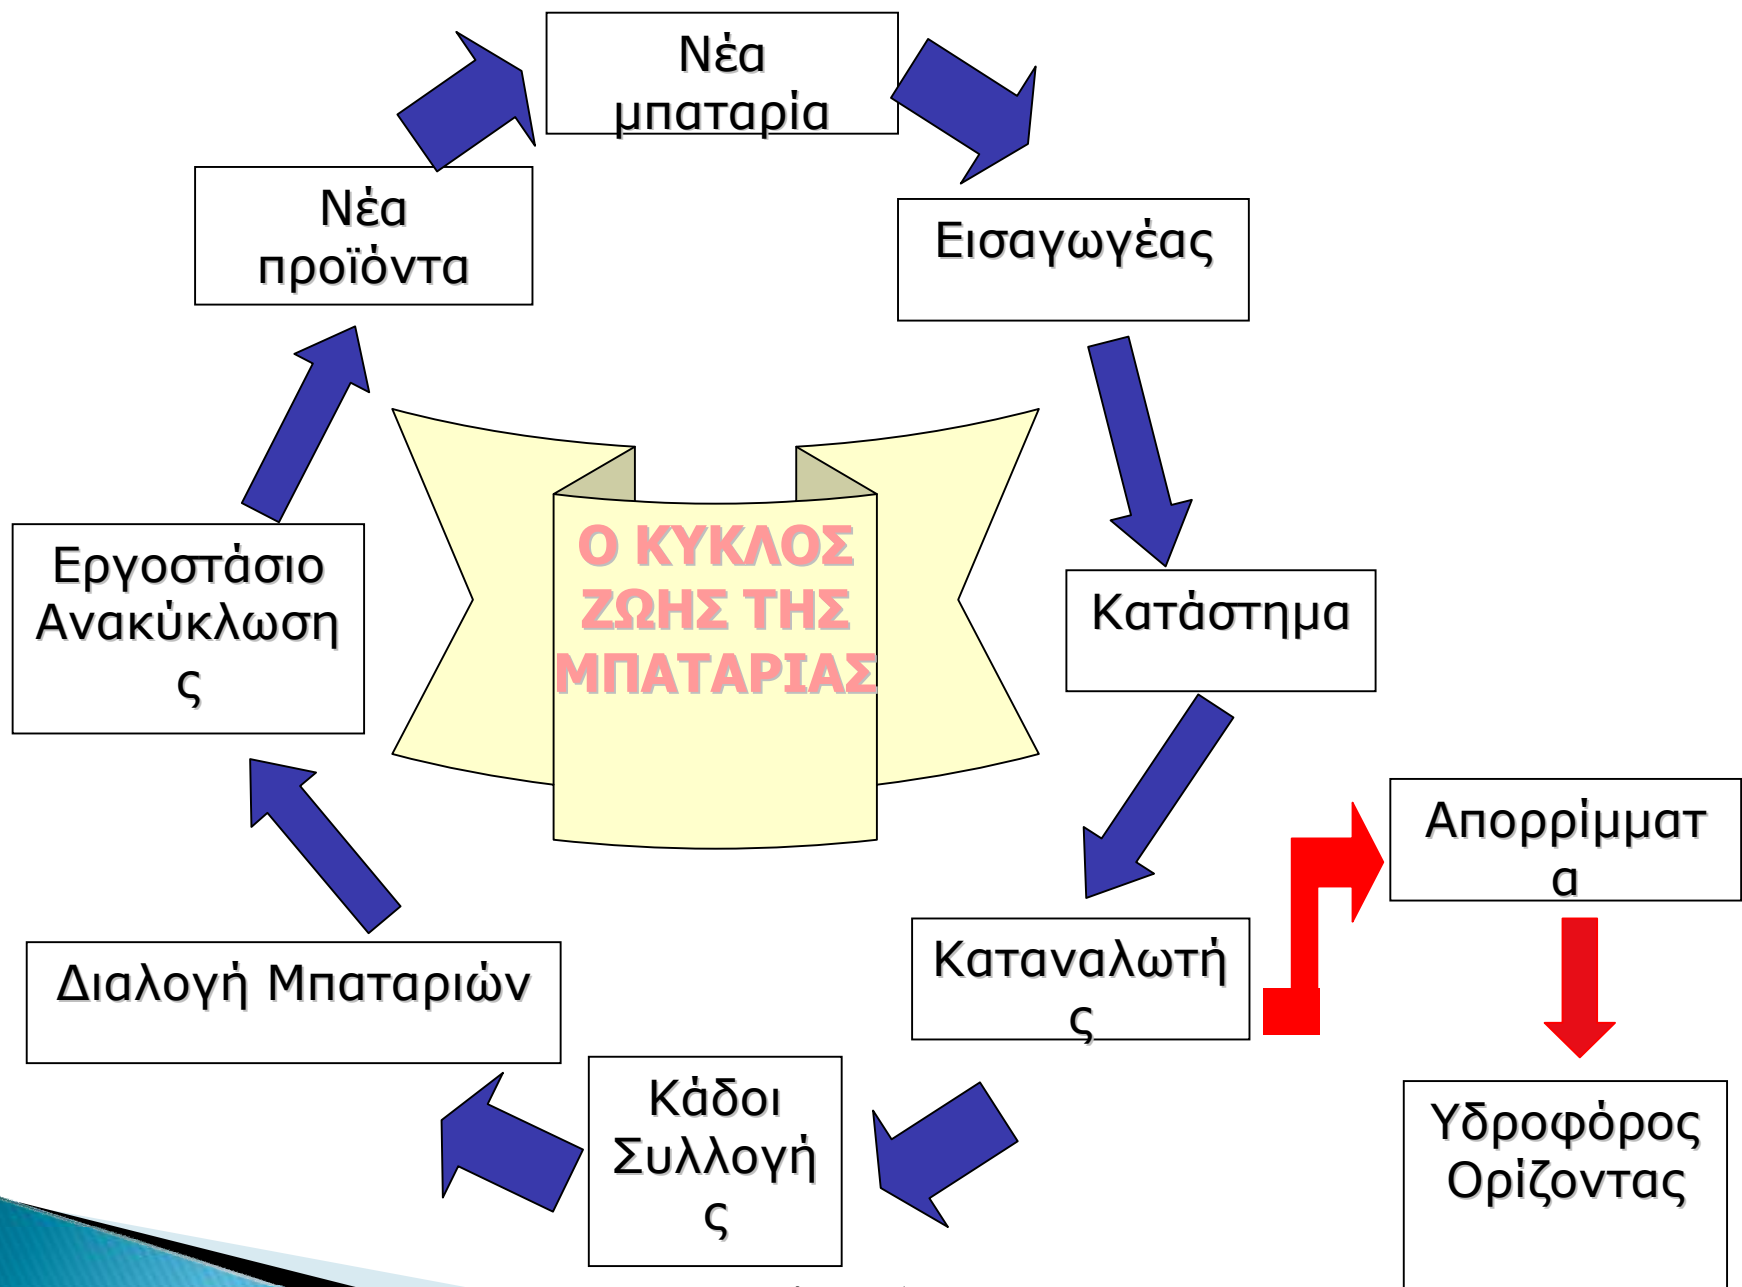 Νέα
μπαταρία
Νέα
προϊόντα
Εισαγωγέας
Ο ΚΥΚΛΟΣ
ΖΩΗΣ ΤΗΣ
ΜΠΑΤΑΡΙΑΣ
Εργοστάσιο
Ανακύκλωση
ς
Κατάστημα
Απορρίμματ
α
Καταναλωτή
ς
Διαλογή Μπαταριών
Κάδοι
Συλλογή
ς
Υδροφόρος
Ορίζοντας